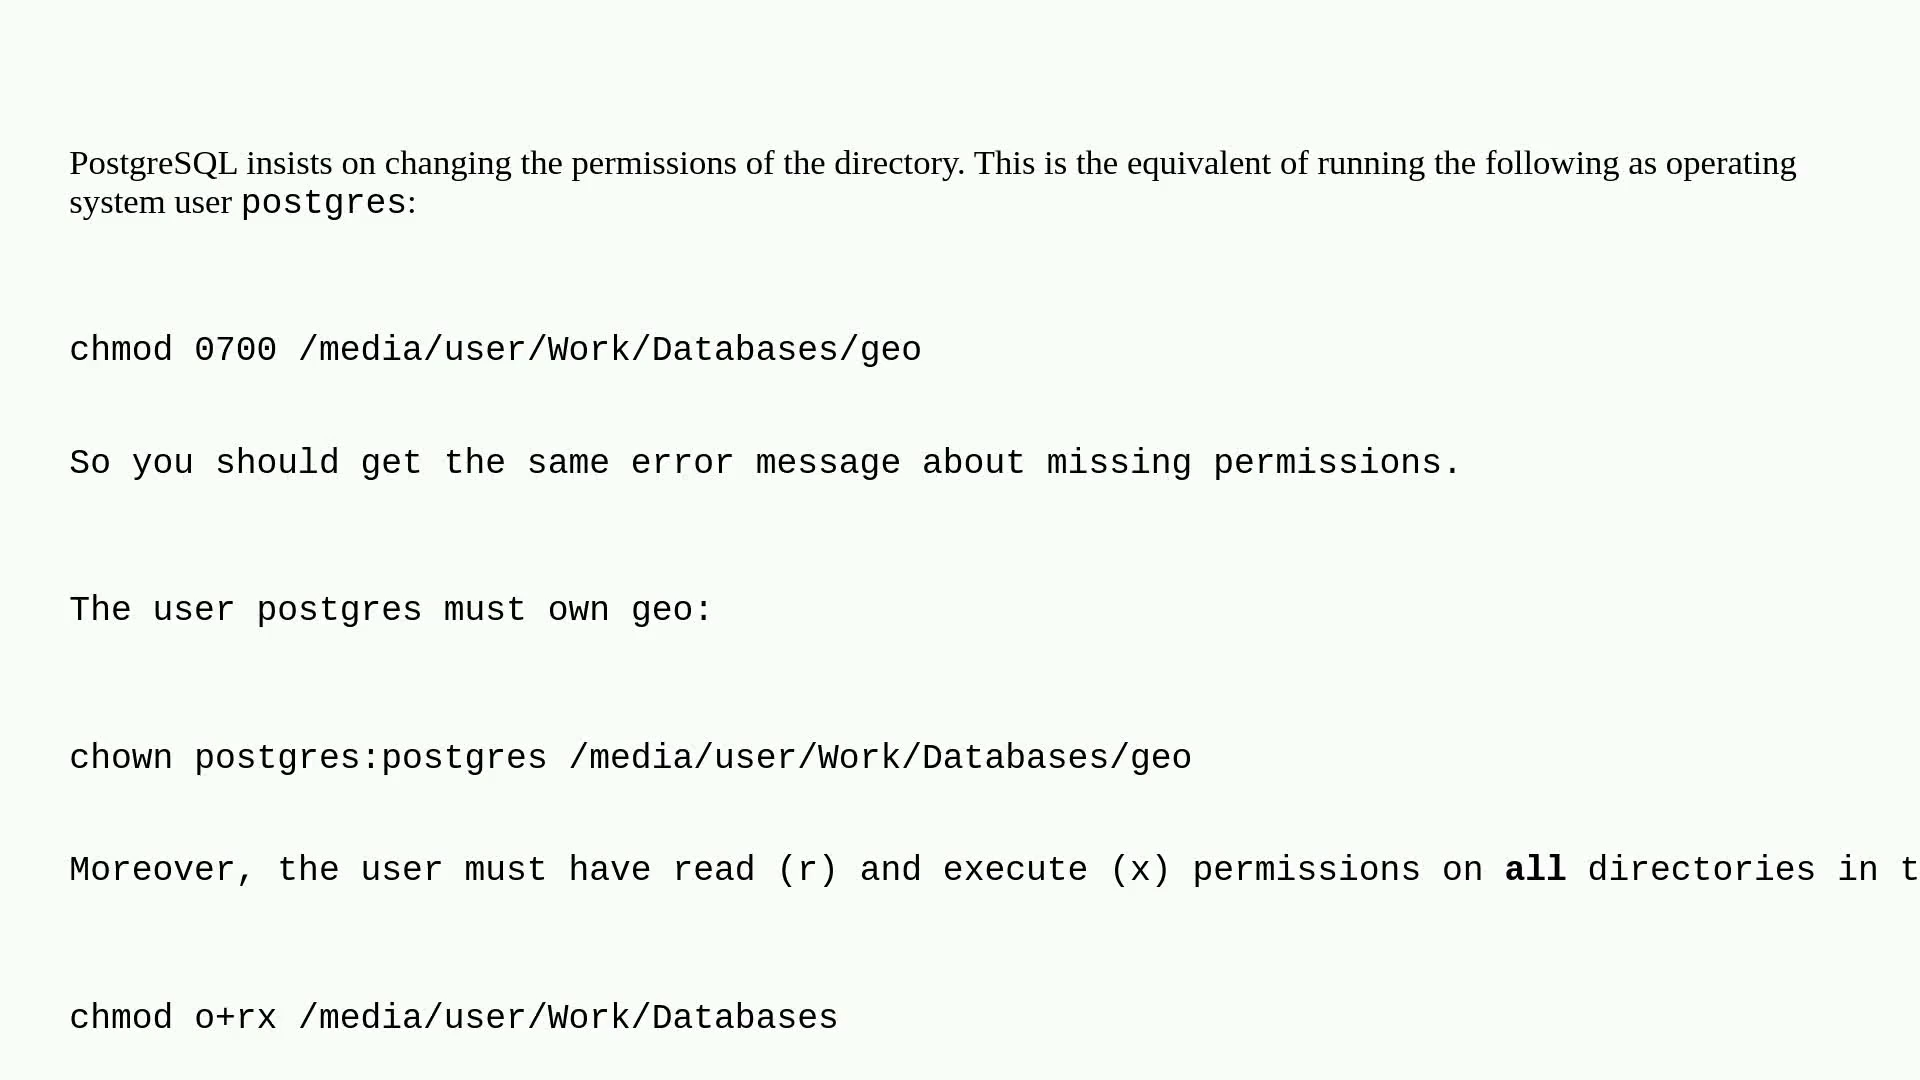 PostgreSQL insists on changing the permissions of the directory. This is the equivalent of running the following as operating
system user postgres:
chmod 0700 /media/user/Work/Databases/geo
So you should get the same error message about missing permissions.
The user postgres must own geo:
chown postgres:postgres /media/user/Work/Databases/geo
Moreover, the user must have read (r) and execute (x) permissions on all directories in t
chmod o+rx /media/user/Work/Databases